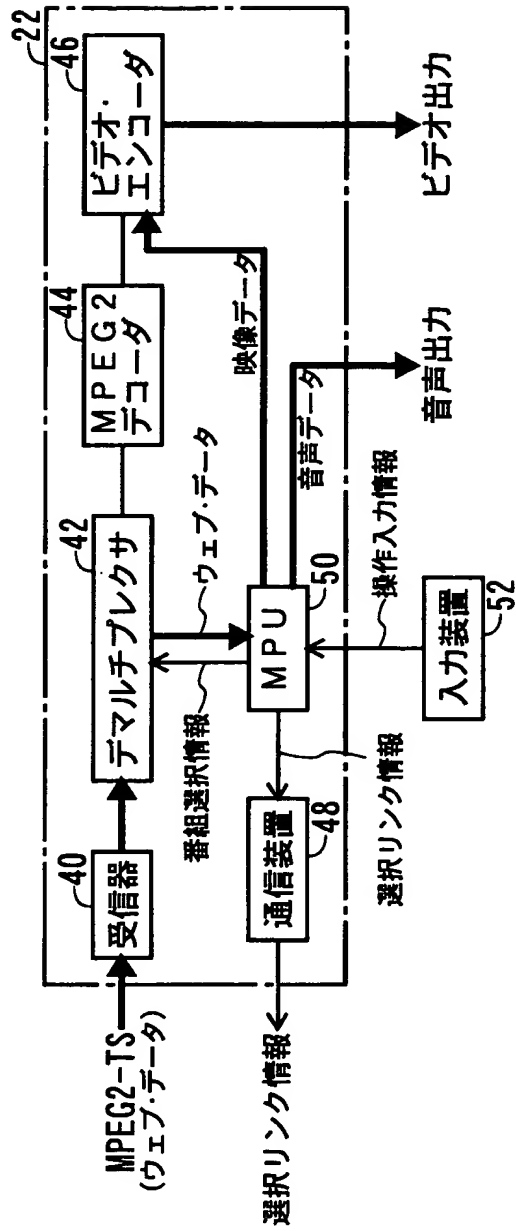 22
MPEG2-TS
(ウェブ・データ)
40
受信器
42
デマルチプレクサ
44
MPEG2
デコーダ
46
ビデオ・
エンコーダ
番組選択情報
ウェブ・データ
映像データ
音声データ
選択リンク情報
48
通信装置
選択リンク情報
MPU
50
操作入力情報
入力装置
52
音声出力
ビデオ出力